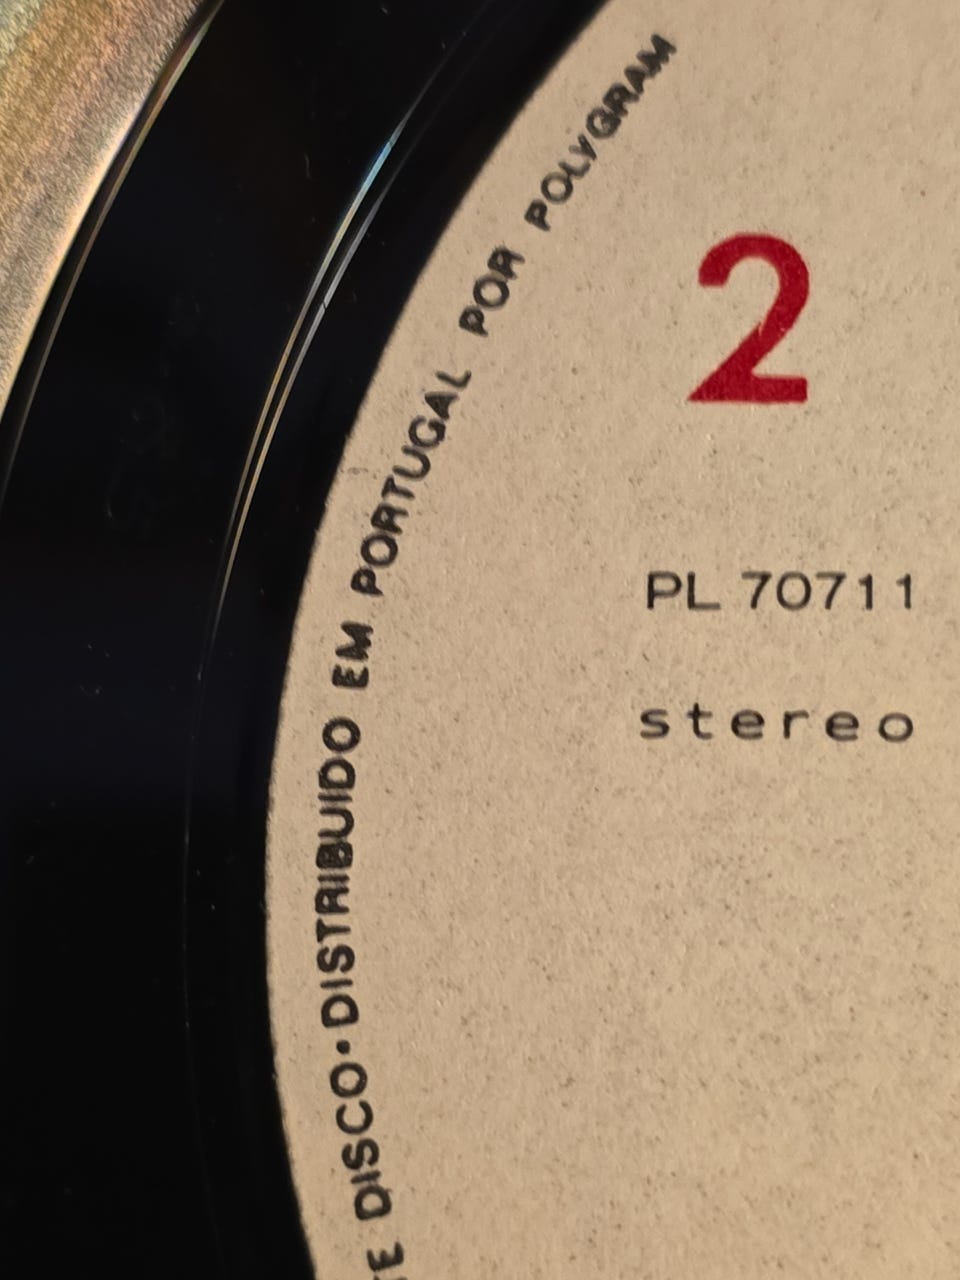 DISCO·DISTRIBUIDO EM PORTUGAL POR POLYGRAM
2
PL 70711
stereo